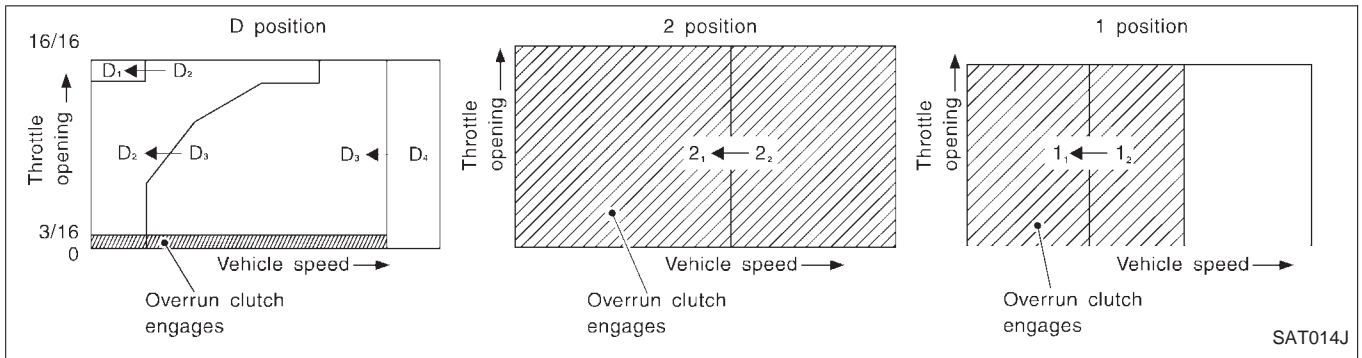 D position
16/16
Throttle opening
3/16
0
D₁ ← D₂
D₂ ← D₃
D₃ ← D₄
Vehicle speed →
Overrun clutch
engages
2 position
Throttle
opening
2₁ ← 2₂
Vehicle speed →
Overrun clutch
engages
1 position
Throttle
opening
1₁ ← 1₂
Vehicle speed →
Overrun clutch
engages
SAT014J